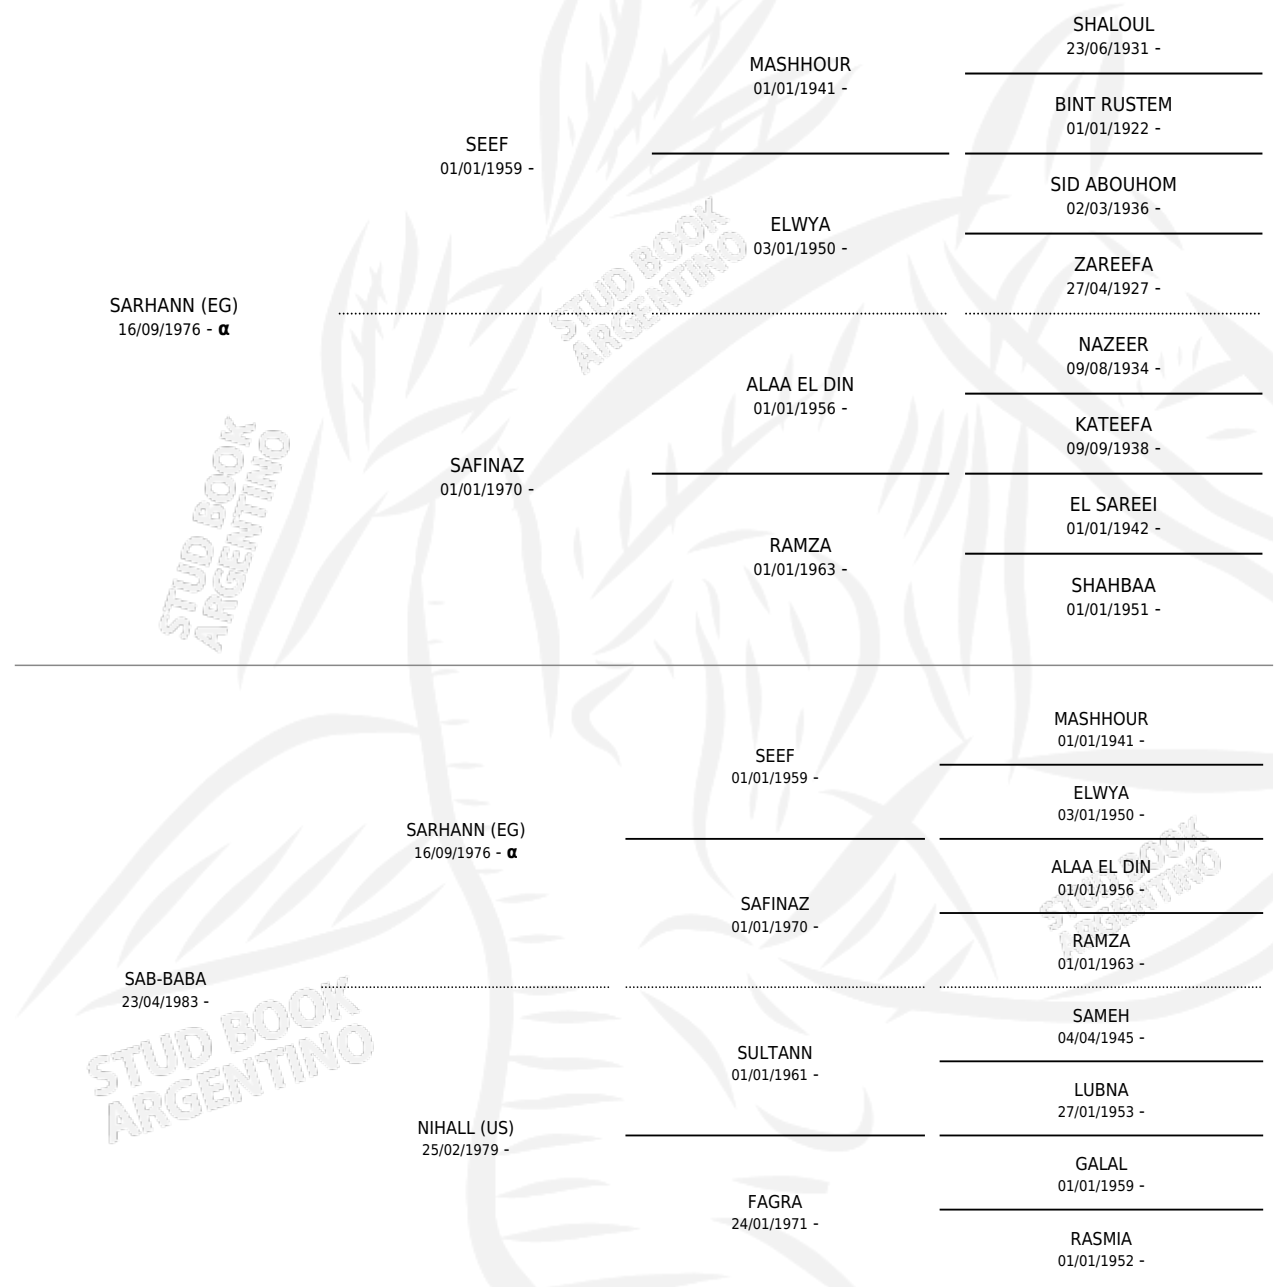 SHALOUL
23/06/1931 -
MASHHOUR
01/01/1941 -
BINT RUSTEM
01/01/1922 -
SEEF
01/01/1959 -
SID ABOUHOM
02/03/1936 -
ELWYA
03/01/1950 -
ZAREEFA
27/04/1927 -
SARHANN (EG)
16/09/1976 - α
STUD BOOK
ARGENTINO
NAZEER
09/08/1934 -
ALAA EL DIN
01/01/1956 -
KATEEFA
09/09/1938 -
SAFINAZ
01/01/1970 -
EL SAREEI
01/01/1942 -
RAMZA
01/01/1963 -
SHAHBAA
01/01/1951 -
STUD BOOK
ARGENTINO
MASHHOUR
01/01/1941 -
SEEF
01/01/1959 -
ELWYA
03/01/1950 -
SARHANN (EG)
16/09/1976 - α
ALAA EL DIN
01/01/1956 -
SAFINAZ
01/01/1970 -
RAMZA
01/01/1963 -
STUD BOOK
ARGENTINO
SAB-BABA
23/04/1983 -
SAMEH
04/04/1945 -
SULTANN
01/01/1961 -
LUBNA
27/01/1953 -
STUD BOOK
ARGENTINO
NIHALL (US)
25/02/1979 -
GALAL
01/01/1959 -
FAGRA
24/01/1971 -
RASMIA
01/01/1952 -